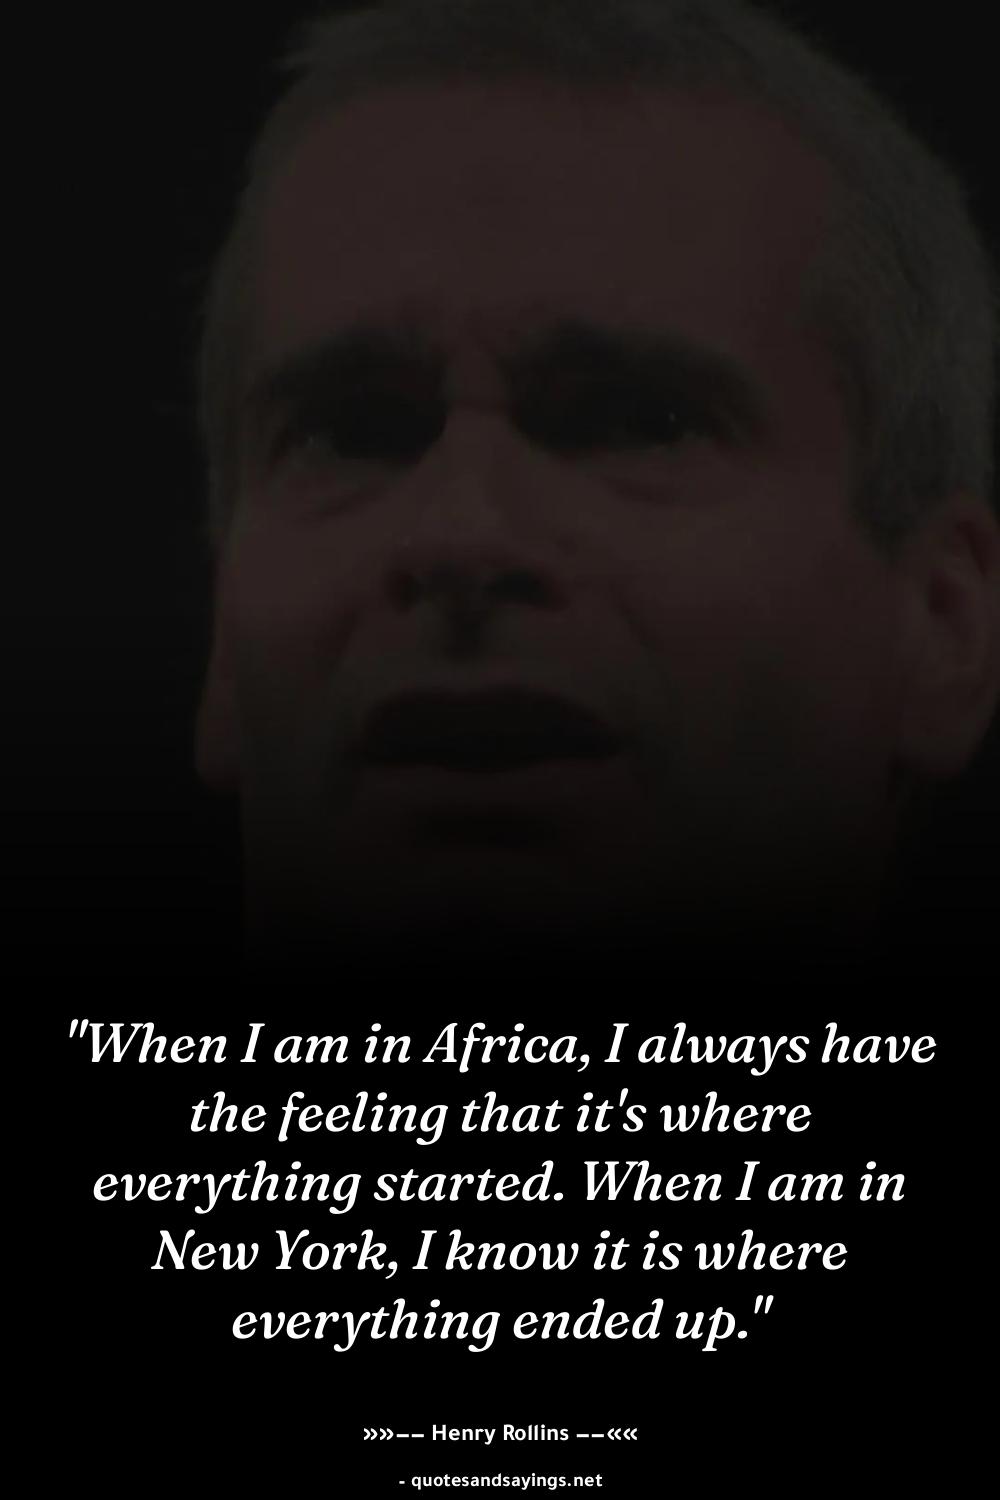 "When I am in Africa, I always have
the feeling that it's where
everything started. When I am in
New York, I know it is where
everything ended up."
»»−− Henry Rollins −−««
- quotesandsayings.net